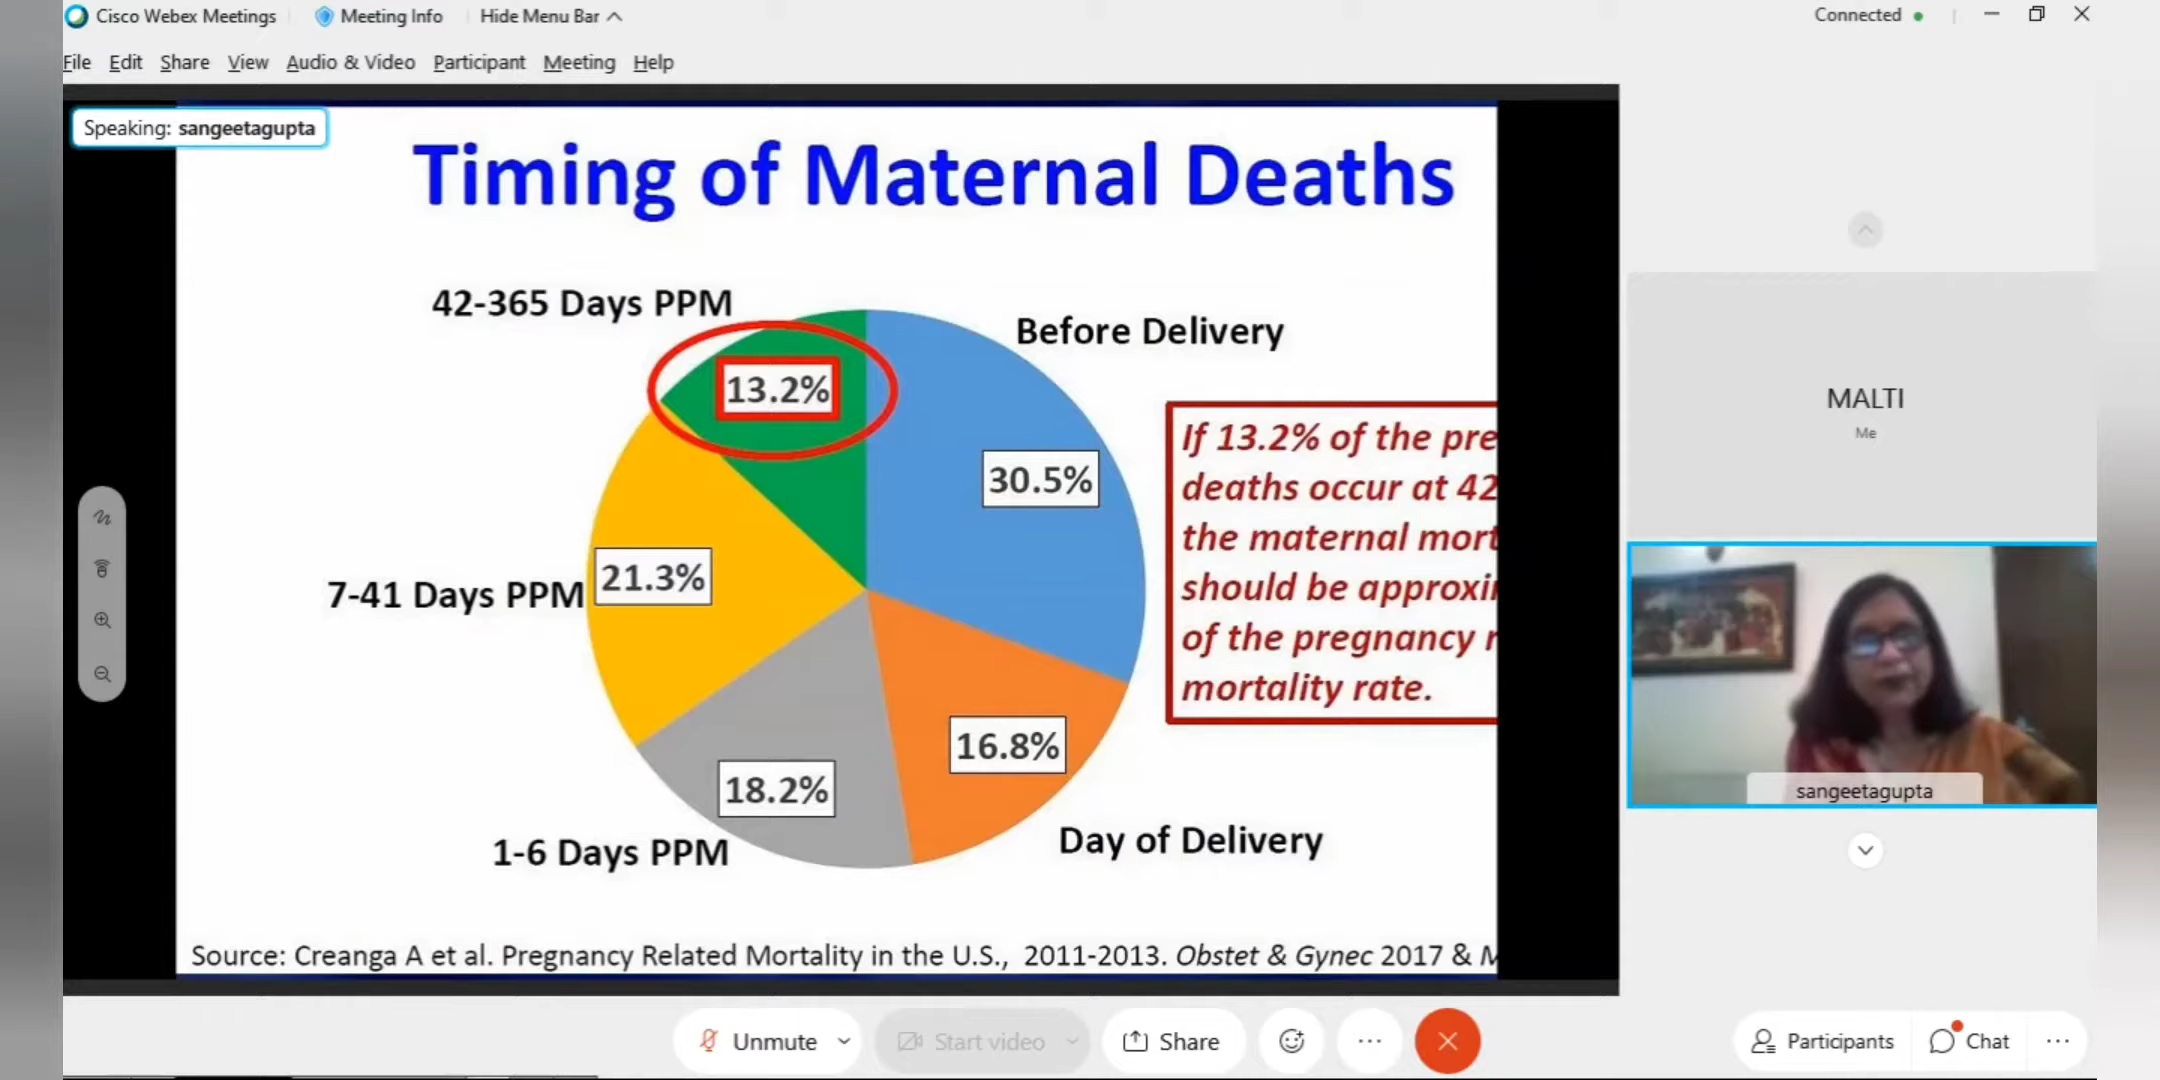 Cisco Webex Meetings Meeting Info Hide Menu Bar Connected
File Edit Share View Audio & Video Participant Meeting Help
Speaking: sangeetagupta
Timing of Maternal Deaths
42-365 Days PPM
Before Delivery
13.2%
30.5%
If 13.2% of the pre
deaths occur at 42
the maternal mort
should be approxi
of the pregnancy r
mortality rate.
21.3%
7-41 Days PPM
16.8%
18.2%
1-6 Days PPM
Day of Delivery
Source: Creanga A et al. Pregnancy Related Mortality in the U.S., 2011-2013. Obstet & Gynec 2017 & M
MALTI
Me
sangeetagupta
Unmute Start video Share Participants Chat